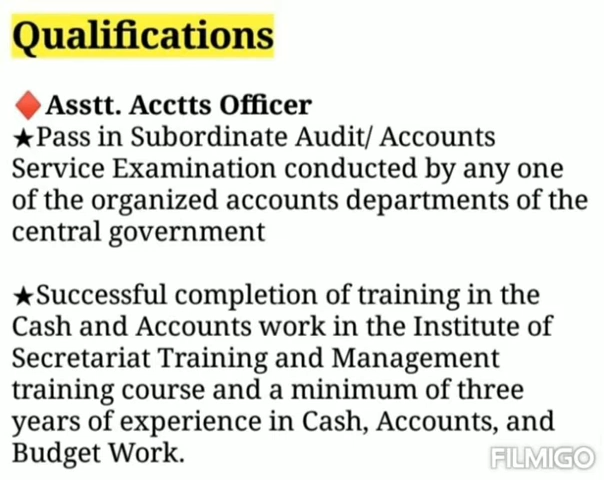 Qualifications
♦Asstt. Acctts Officer
★Pass in Subordinate Audit/ Accounts
Service Examination conducted by any one
of the organized accounts departments of the
central government
★Successful completion of training in the
Cash and Accounts work in the Institute of
Secretariat Training and Management
training course and a minimum of three
years of experience in Cash, Accounts, and
Budget Work.
FILMIGO